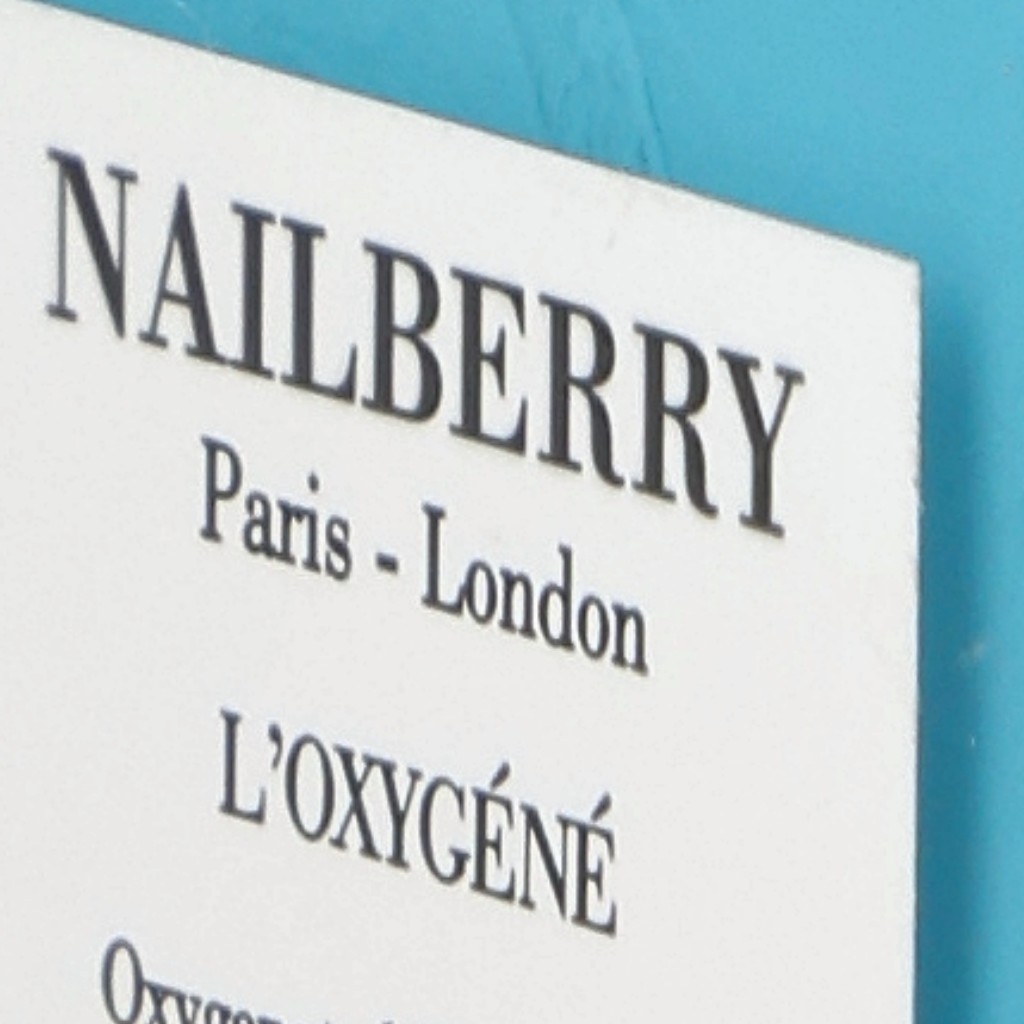 NAILBERRY
Paris - London
L'OXYGÉNÉ